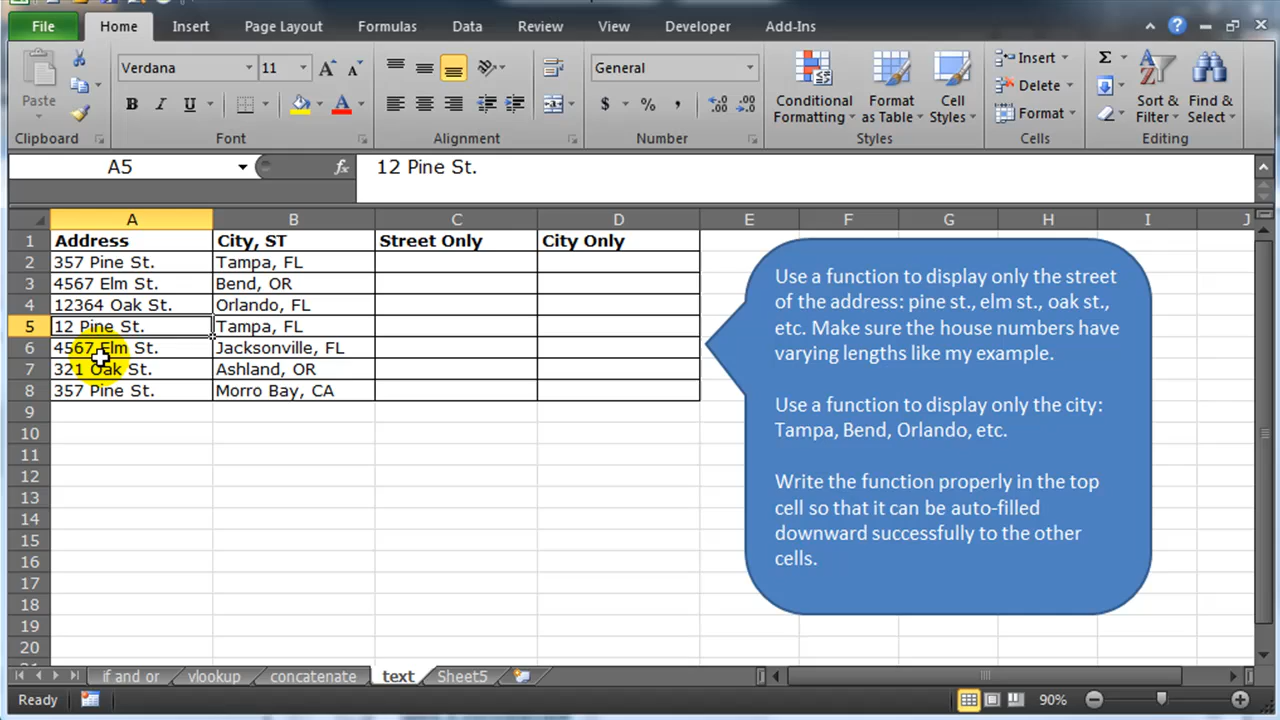 File Home Insert Page Layout Formulas Data Review View Developer Add-Ins
Verdana 11 General Insert
Paste Conditional Formatting Format as Table Cell Styles Delete Sort & Filter Find & Select
B I U A $ % , Format
Clipboard Font Alignment Number Styles Cells Editing
A5 fx 12 Pine St.
A B C D E F G H I J
1 Address City, ST Street Only City Only
2 357 Pine St. Tampa, FL
3 4567 Elm St. Bend, OR
4 12364 Oak St. Orlando, FL
5 12 Pine St. Tampa, FL
6 4567 Elm St. Jacksonville, FL
7 321 Oak St. Ashland, OR
8 357 Pine St. Morro Bay, CA
9
10
11
12
13
14
15
16
17
18
19
20
Use a function to display only the street
of the address: pine st., elm st., oak st.,
etc. Make sure the house numbers have
varying lengths like my example.
Use a function to display only the city:
Tampa, Bend, Orlando, etc.
Write the function properly in the top
cell so that it can be auto-filled
downward successfully to the other
cells.
if and or vlookup concatenate text Sheet5
Ready 90%